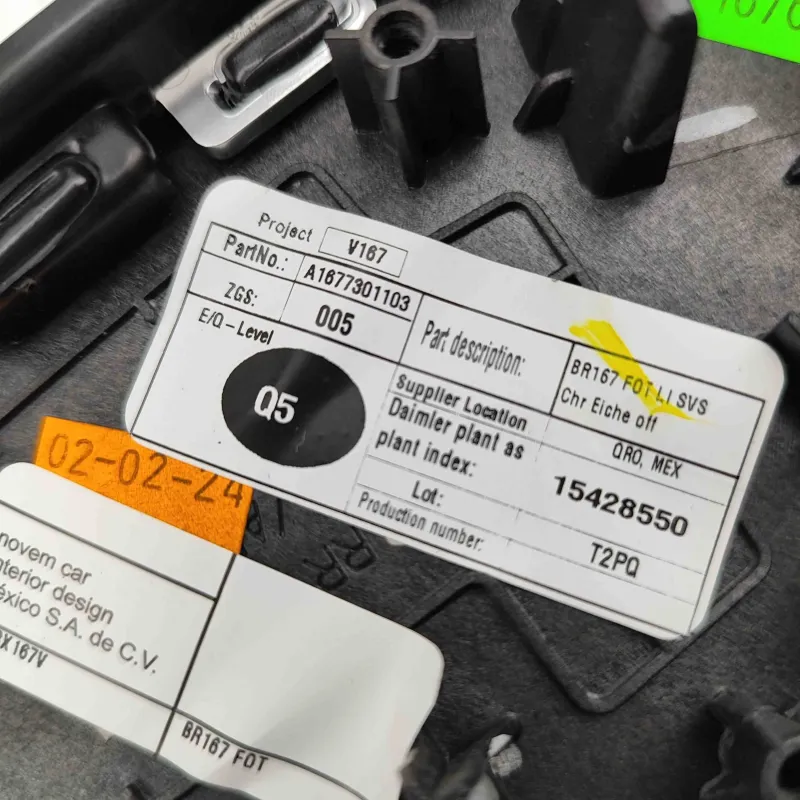 Project V167
PartNo.: A1677301103
ZGS: 005
E/Q-Level
Q5
Part description:
BR167 FOT LI SVS
Chr Eiche off
Supplier Location
QRO, MEX
Daimler plant as
plant index:
15428550
Lot:
T2PQ
Production number:
02-02-24
novem car
nterior design
éxico S.A. de C.V.
X167V
BR167 FOT